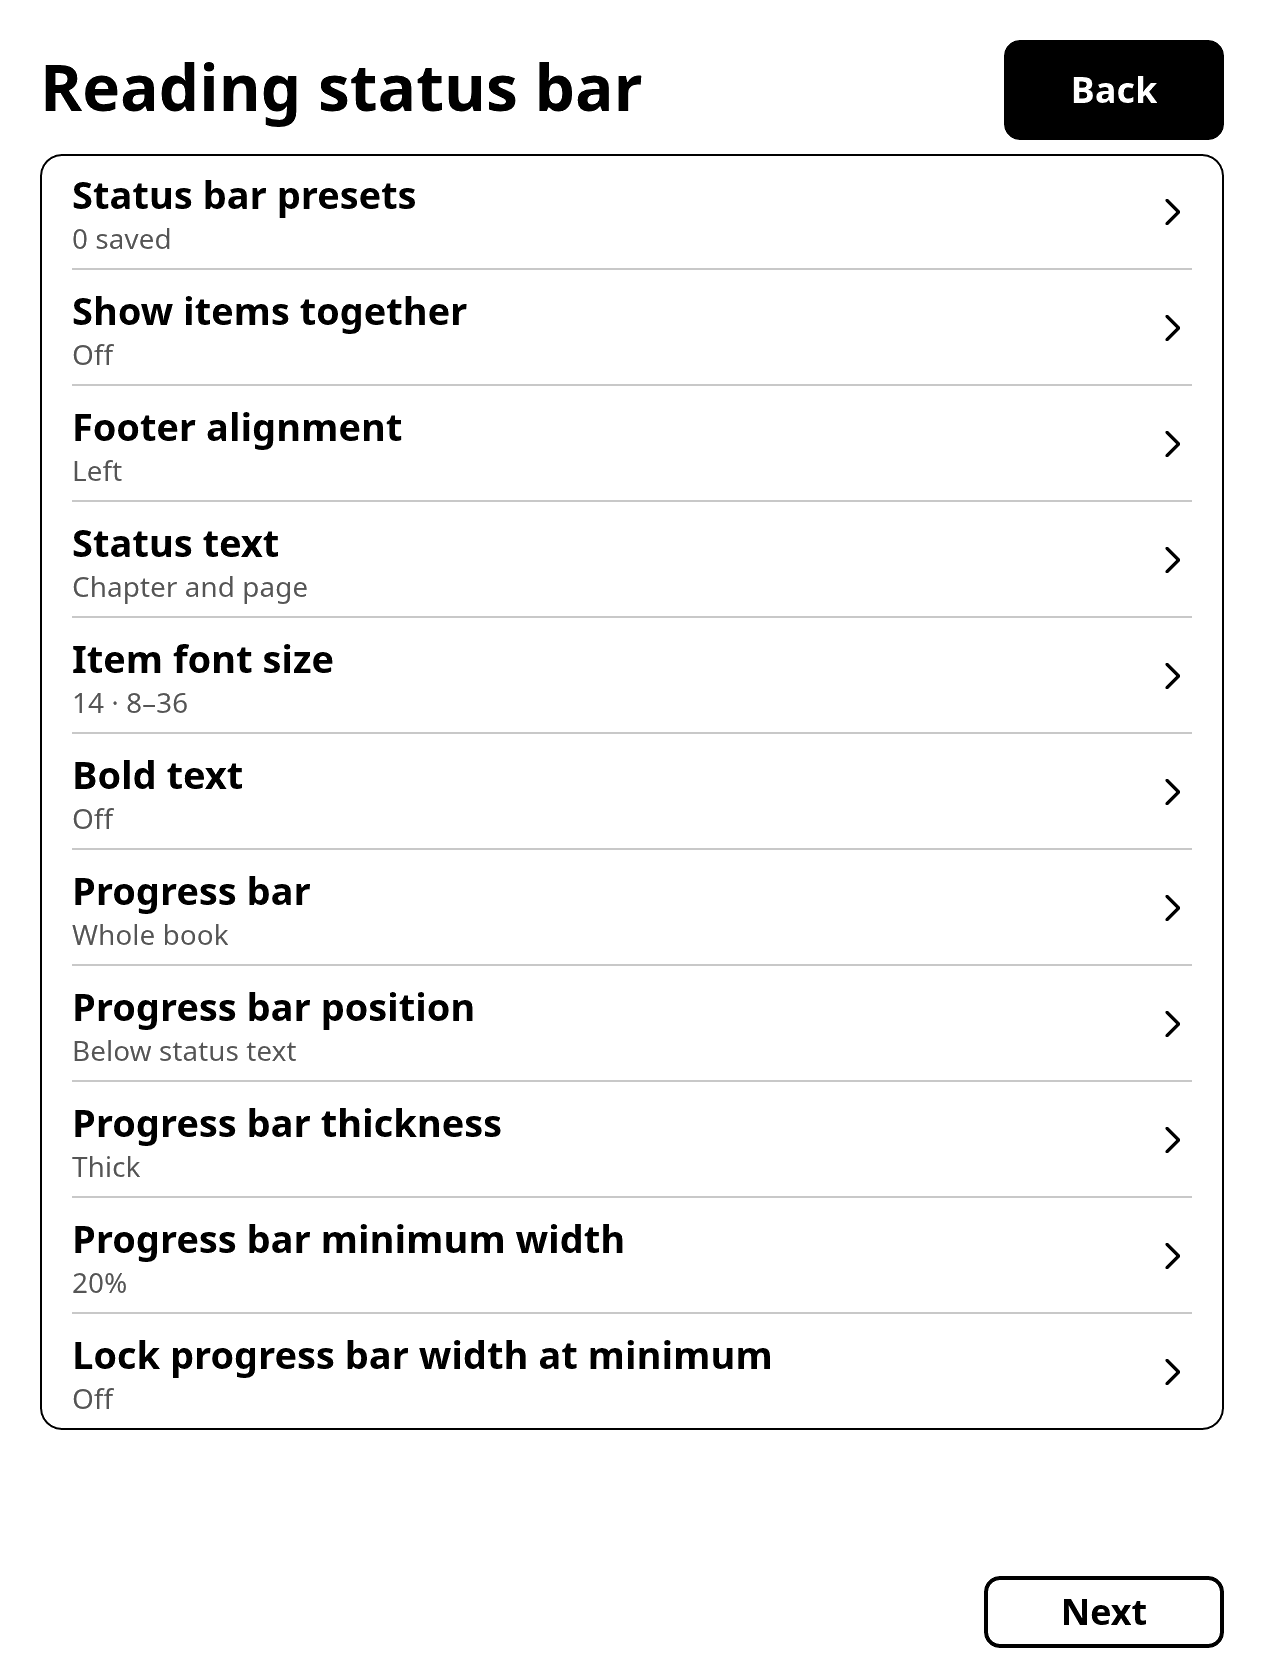 Reading status bar
Back
Status bar presets
0 saved
Show items together
Off
Footer alignment
Left
Status text
Chapter and page
Item font size
14 · 8–36
Bold text
Off
Progress bar
Whole book
Progress bar position
Below status text
Progress bar thickness
Thick
Progress bar minimum width
20%
Lock progress bar width at minimum
Off
Next